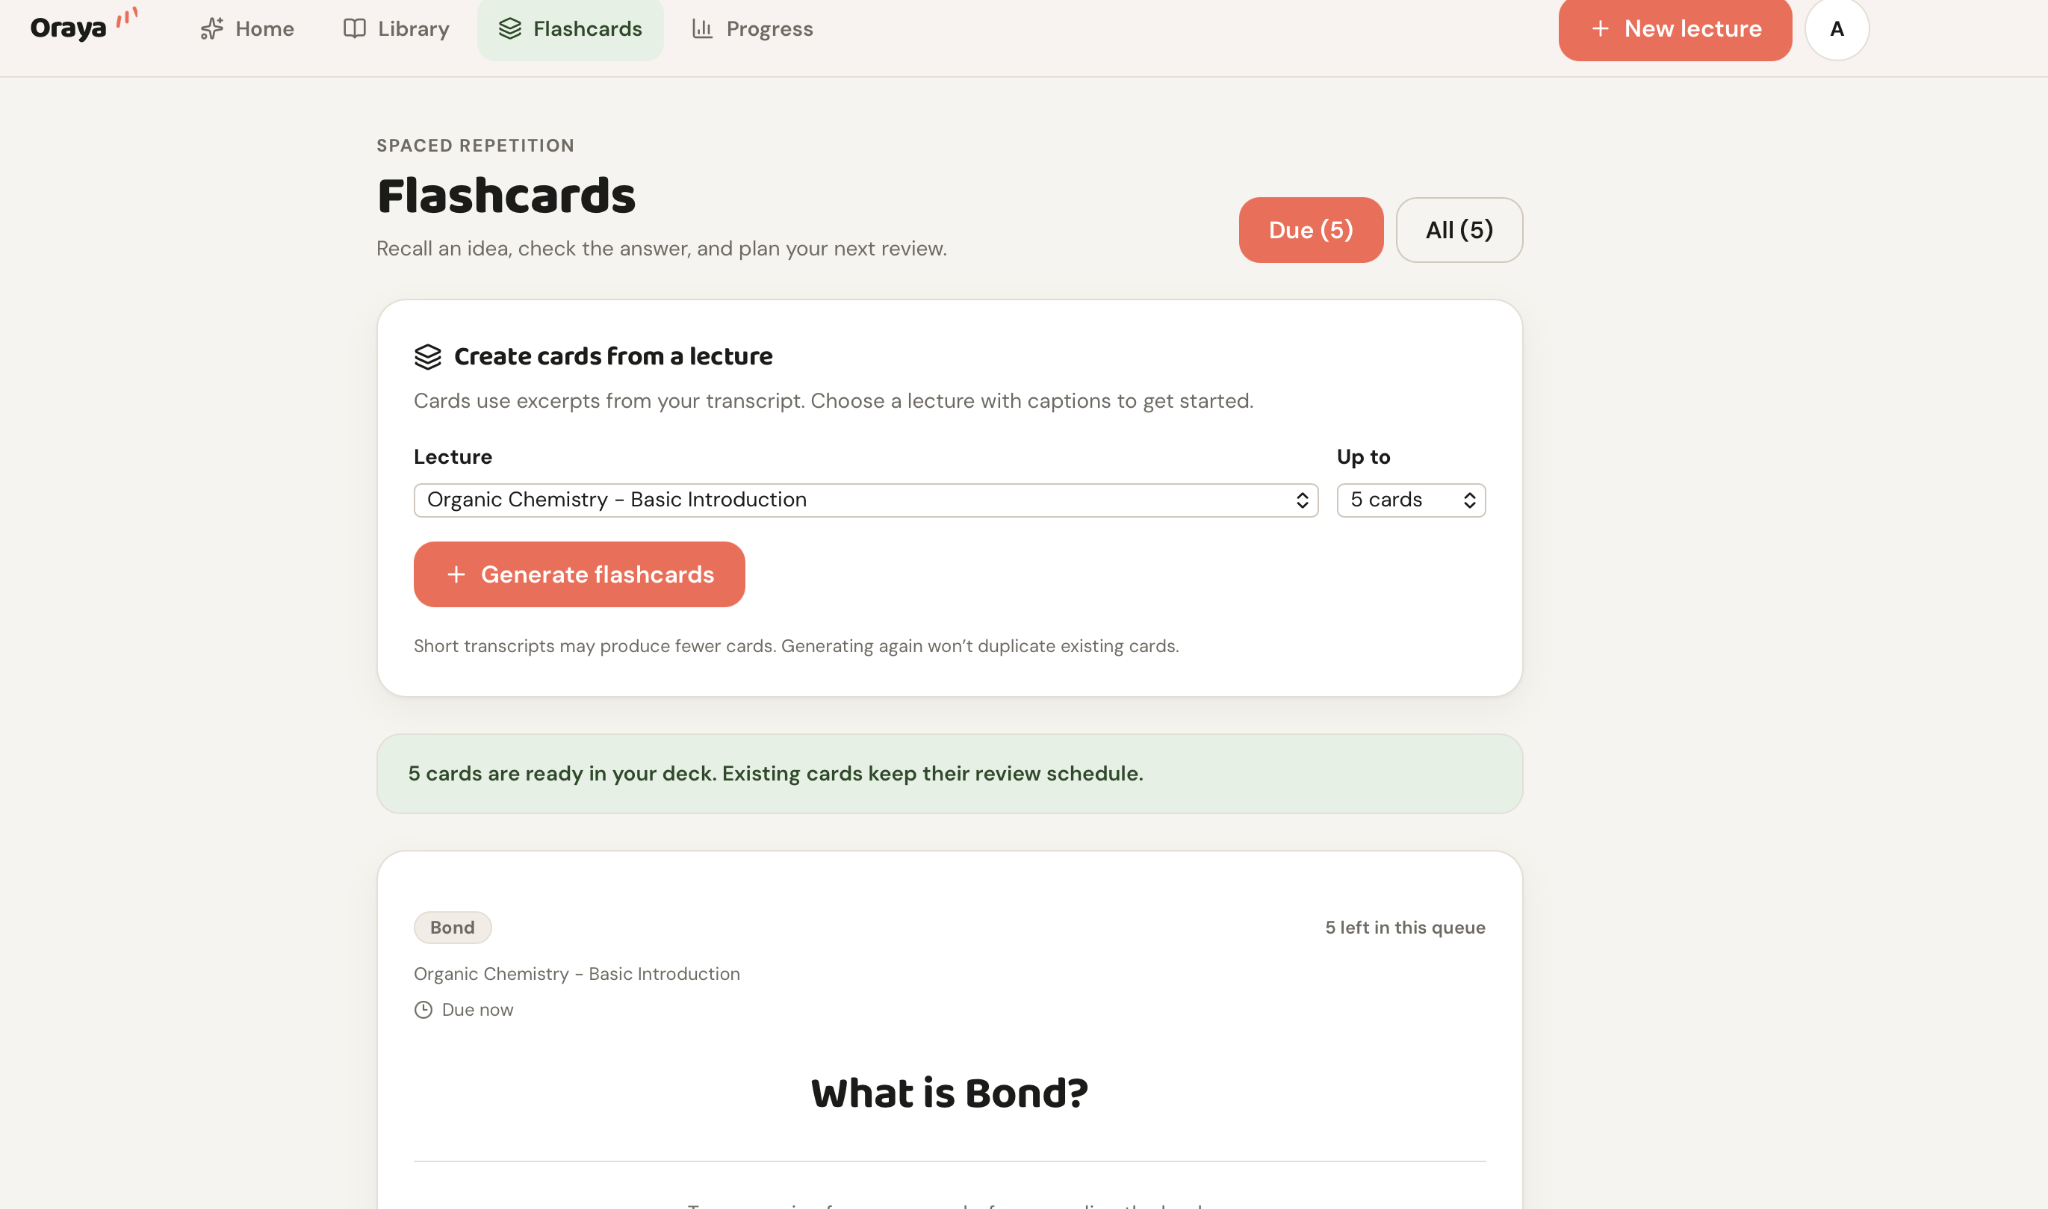 Oraya
Home
Library
Flashcards
Progress
+ New lecture
A
SPACED REPETITION
Flashcards
Recall an idea, check the answer, and plan your next review.
Due (5)
All (5)
Create cards from a lecture
Cards use excerpts from your transcript. Choose a lecture with captions to get started.
Lecture
Up to
Organic Chemistry - Basic Introduction
5 cards
+ Generate flashcards
Short transcripts may produce fewer cards. Generating again won’t duplicate existing cards.
5 cards are ready in your deck. Existing cards keep their review schedule.
Bond
5 left in this queue
Organic Chemistry - Basic Introduction
Due now
What is Bond?